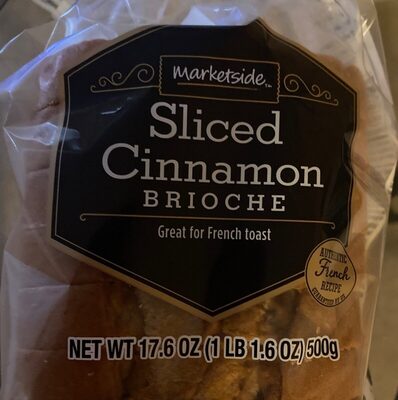 Marketside™
Sliced
Cinnamon
BRIOCHE
Great for French toast
AUTHENTIC
French
RECIPE
NET WT 17.6 OZ (1 LB 1.6 OZ) 500g